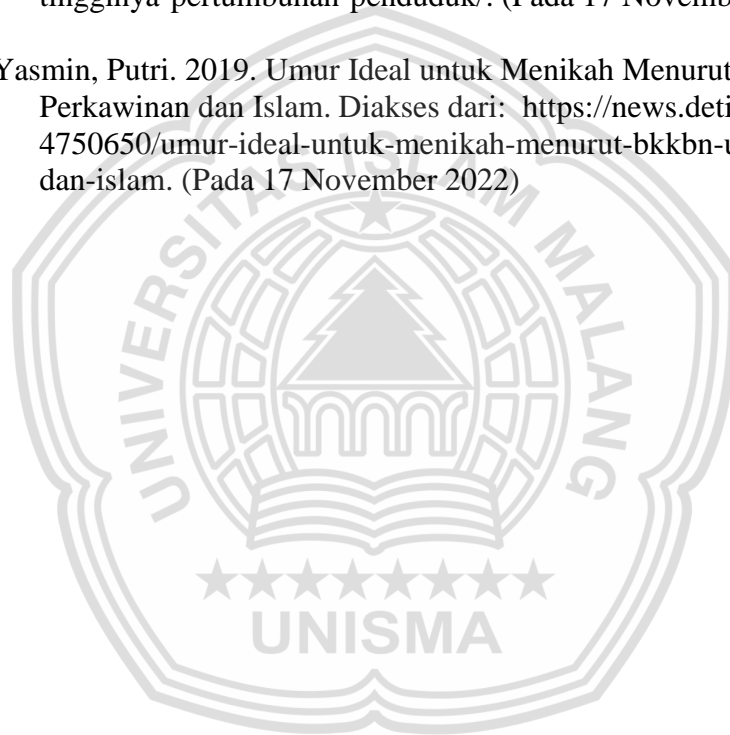 tingginya-pertumbuhan-penduduk/. (Pada 17 Novemb
Yasmin, Putri. 2019. Umur Ideal untuk Menikah Menurut
Perkawinan dan Islam. Diakses dari: https://news.deti
4750650/umur-ideal-untuk-menikah-menurut-bkkbn-u
dan-islam. (Pada 17 November 2022)
UNIVERSITAS ISLAM MALANG
UNISMA